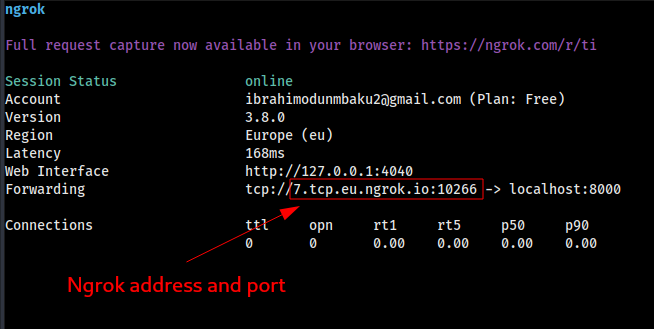 ngrok
Full request capture now available in your browser: https://ngrok.com/r/ti
Session Status online
Account ibrahimodunmbaku2@gmail.com (Plan: Free)
Version 3.8.0
Region Europe (eu)
Latency 168ms
Web Interface http://127.0.0.1:4040
Forwarding tcp://7.tcp.eu.ngrok.io:10266 -> localhost:8000
Connections ttl opn rt1 rt5 p50 p90
0 0 0.00 0.00 0.00 0.00
Ngrok address and port